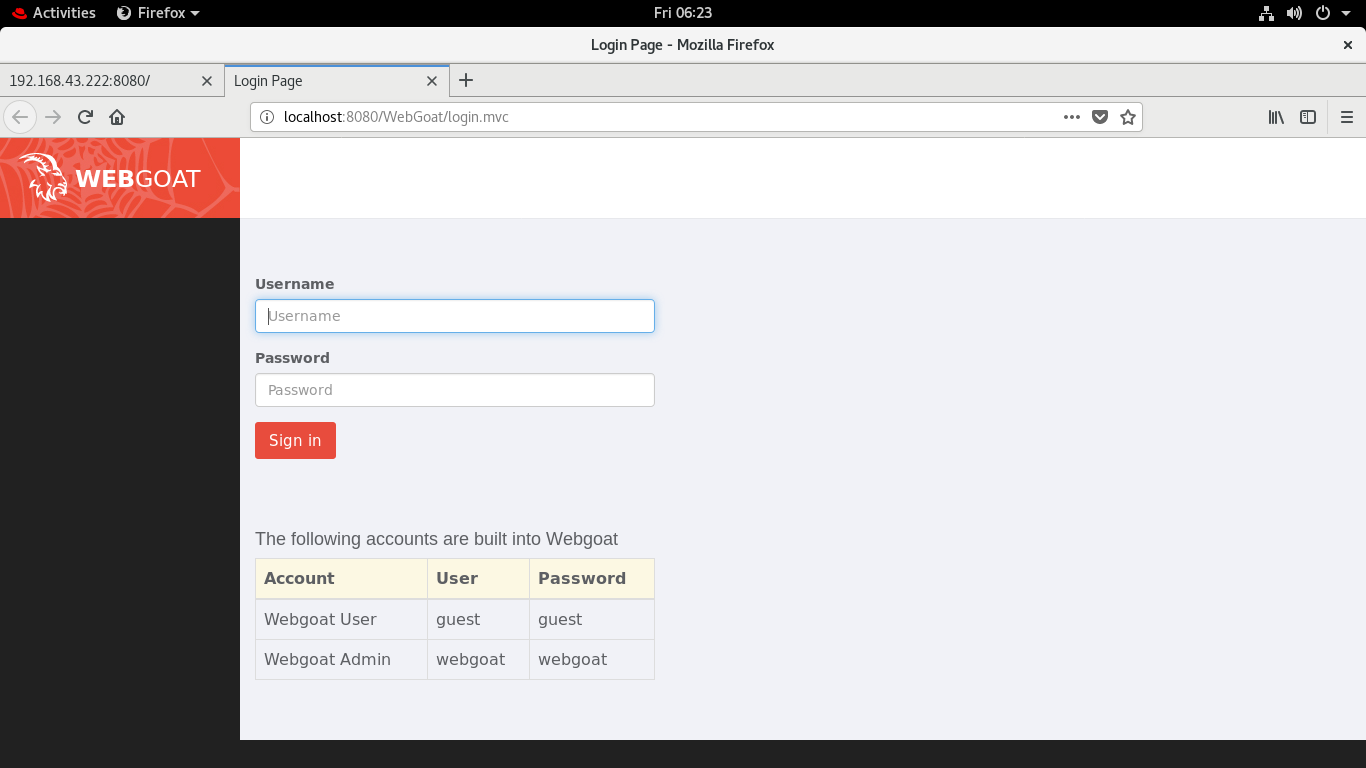 Activities Firefox Fri 06:23
Login Page - Mozilla Firefox
192.168.43.222:8080/ Login Page
localhost:8080/WebGoat/login.mvc
WEBGOAT
Username
Username
Password
Password
Sign in
The following accounts are built into Webgoat
Account User Password
Webgoat User guest guest
Webgoat Admin webgoat webgoat